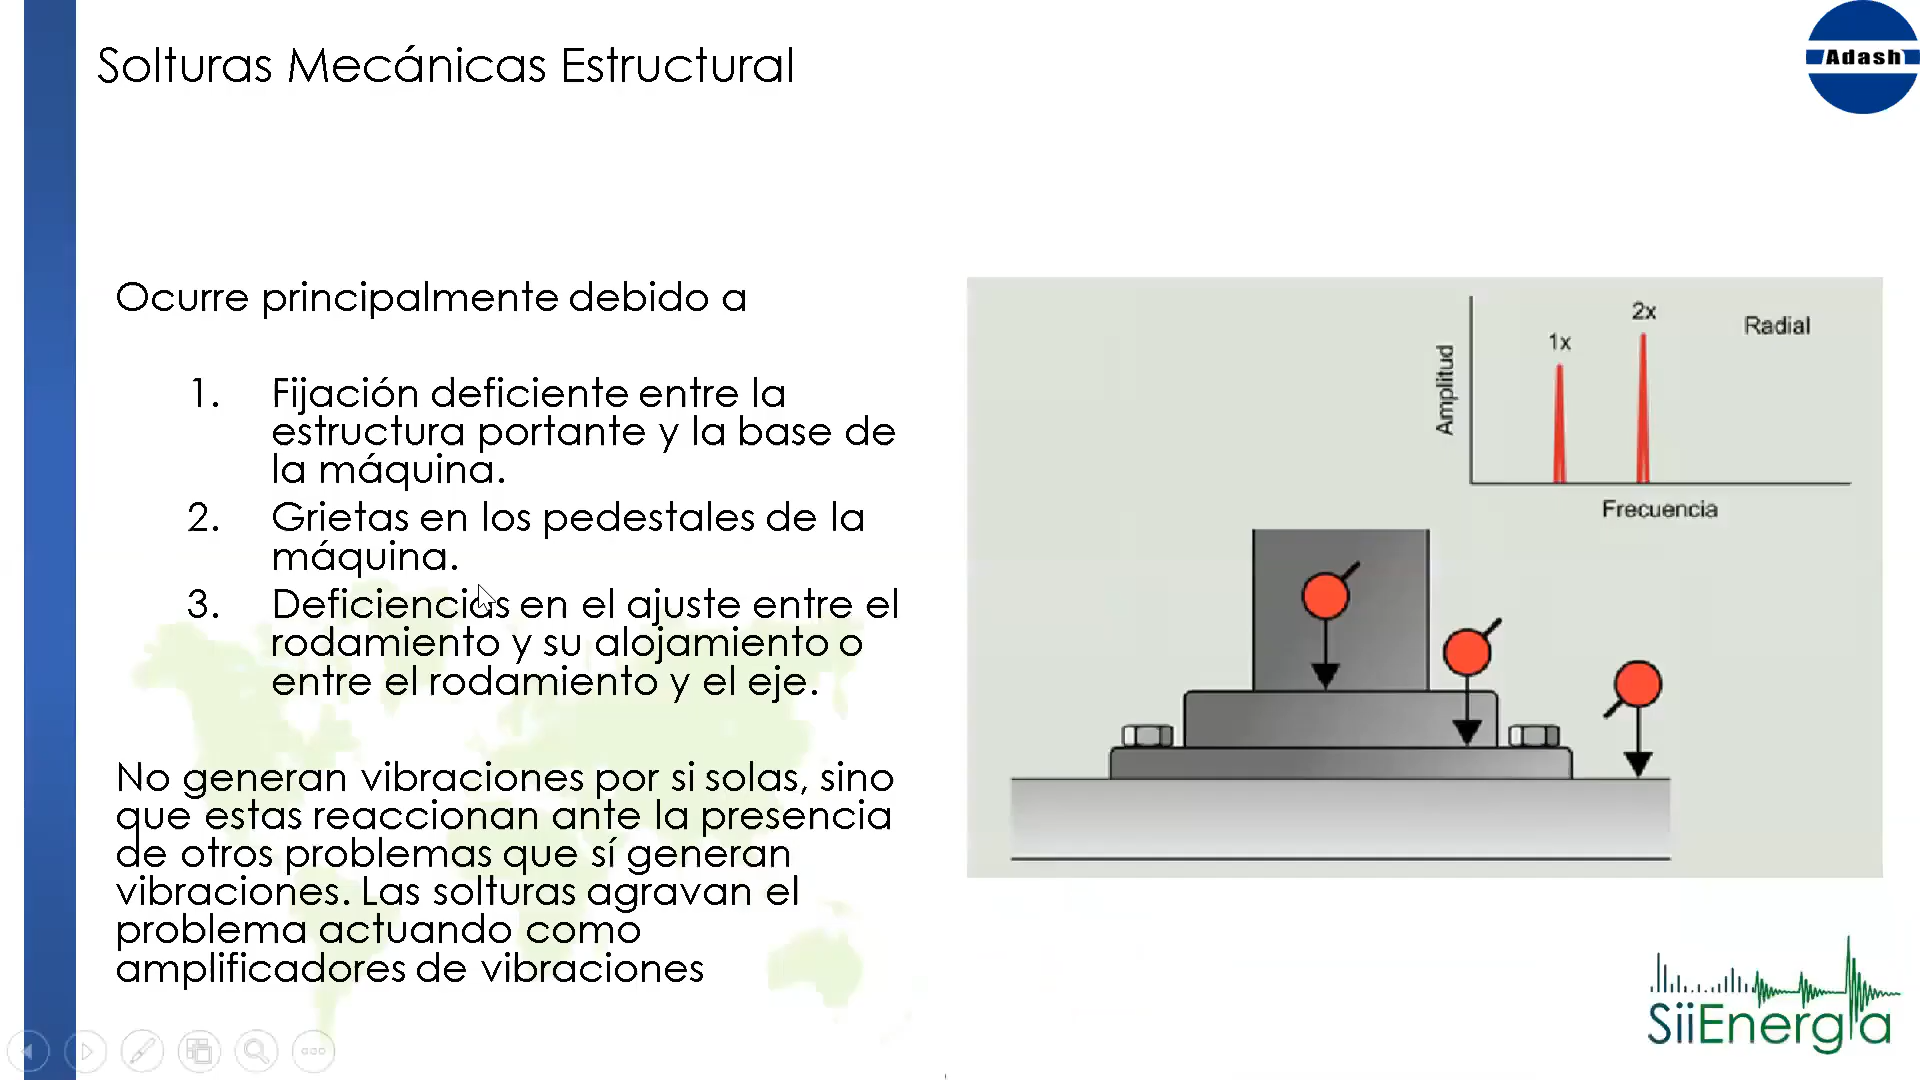 Solturas Mecánicas Estructural
Adash
Ocurre principalmente debido a
1. Fijación deficiente entre la
estructura portante y la base de
la máquina.
2. Grietas en los pedestales de la
máquina.
3. Deficiencias en el ajuste entre el
rodamiento y su alojamiento o
entre el rodamiento y el eje.
No generan vibraciones por si solas, sino
que estas reaccionan ante la presencia
de otros problemas que sí generan
vibraciones. Las solturas agravan el
problema actuando como
amplificadores de vibraciones
2x
Radial
1x
Amplitud
Frecuencia
SiiEnergía